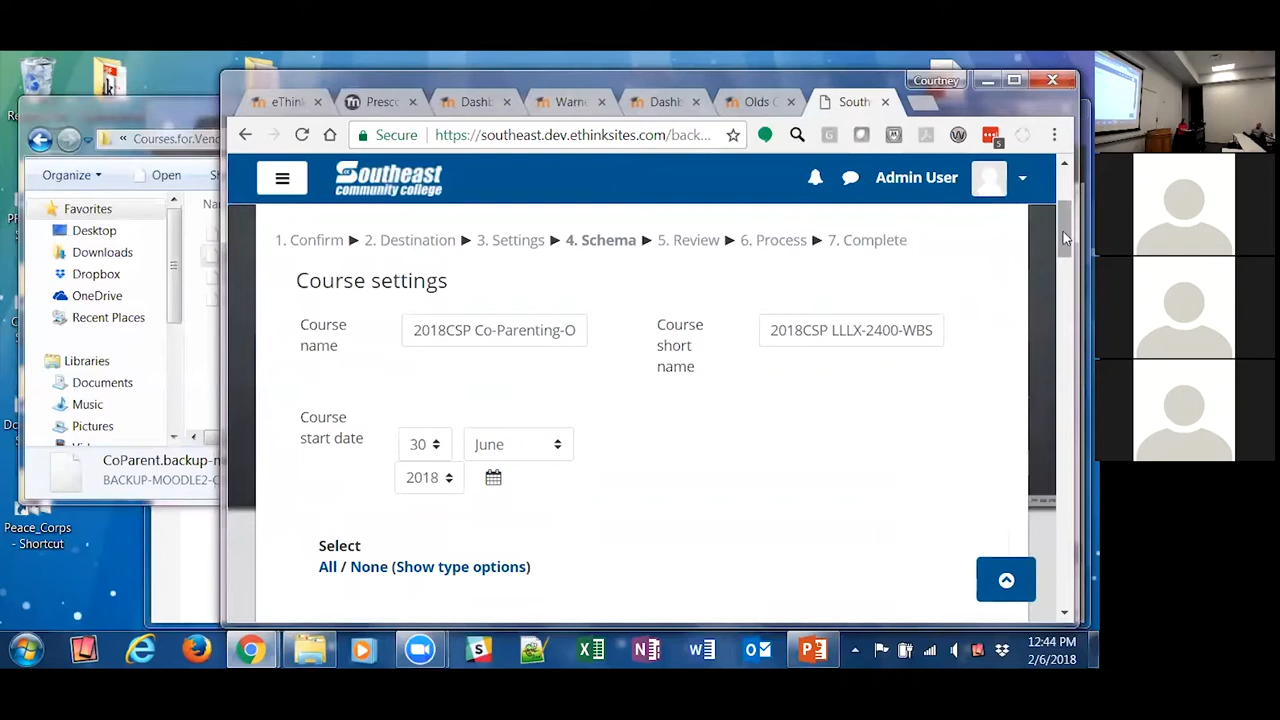 Courtney
eThink
Presco
Dashb
Warne
Dashb
Olds C
South
Courses.for.Venc
Secure
https://southeast.dev.ethinksites.com/back...
5
Organize
Open
Southeast
community college
Admin User
Favorites
Desktop
Downloads
Dropbox
OneDrive
Recent Places
Libraries
Documents
Music
Pictures
1. Confirm ► 2. Destination ► 3. Settings ► 4. Schema ► 5. Review ► 6. Process ► 7. Complete
Course settings
Course
name
2018CSP Co-Parenting-O
Course
short
name
2018CSP LLLX-2400-WBS
Course
start date
30
June
2018
Select
All / None (Show type options)
CoParent.backup-n
BACKUP-MOODLE2-C
Peace_Corps
- Shortcut
12:44 PM
2/6/2018